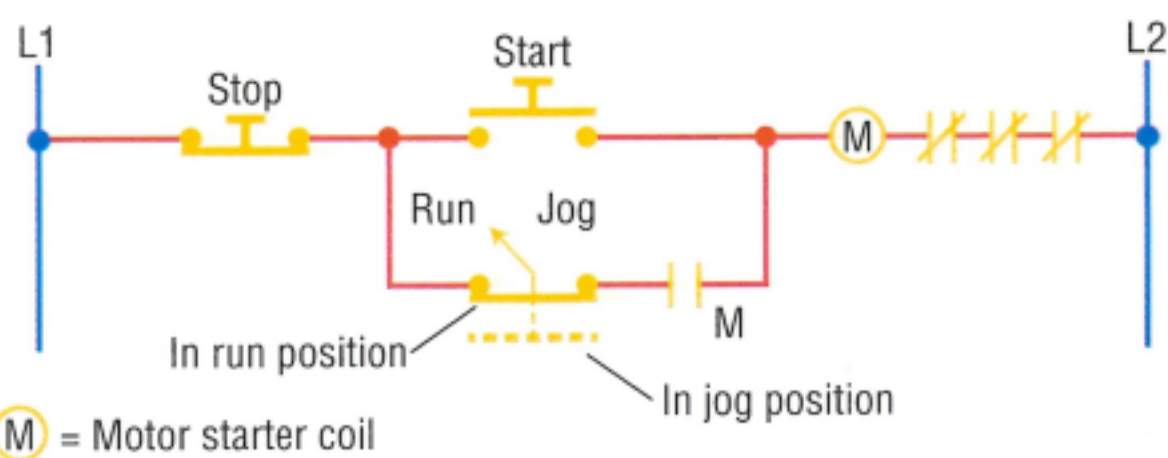 L1
L2
Start
Stop
M
Run Jog
M
In run position
In jog position
M = Motor starter coil